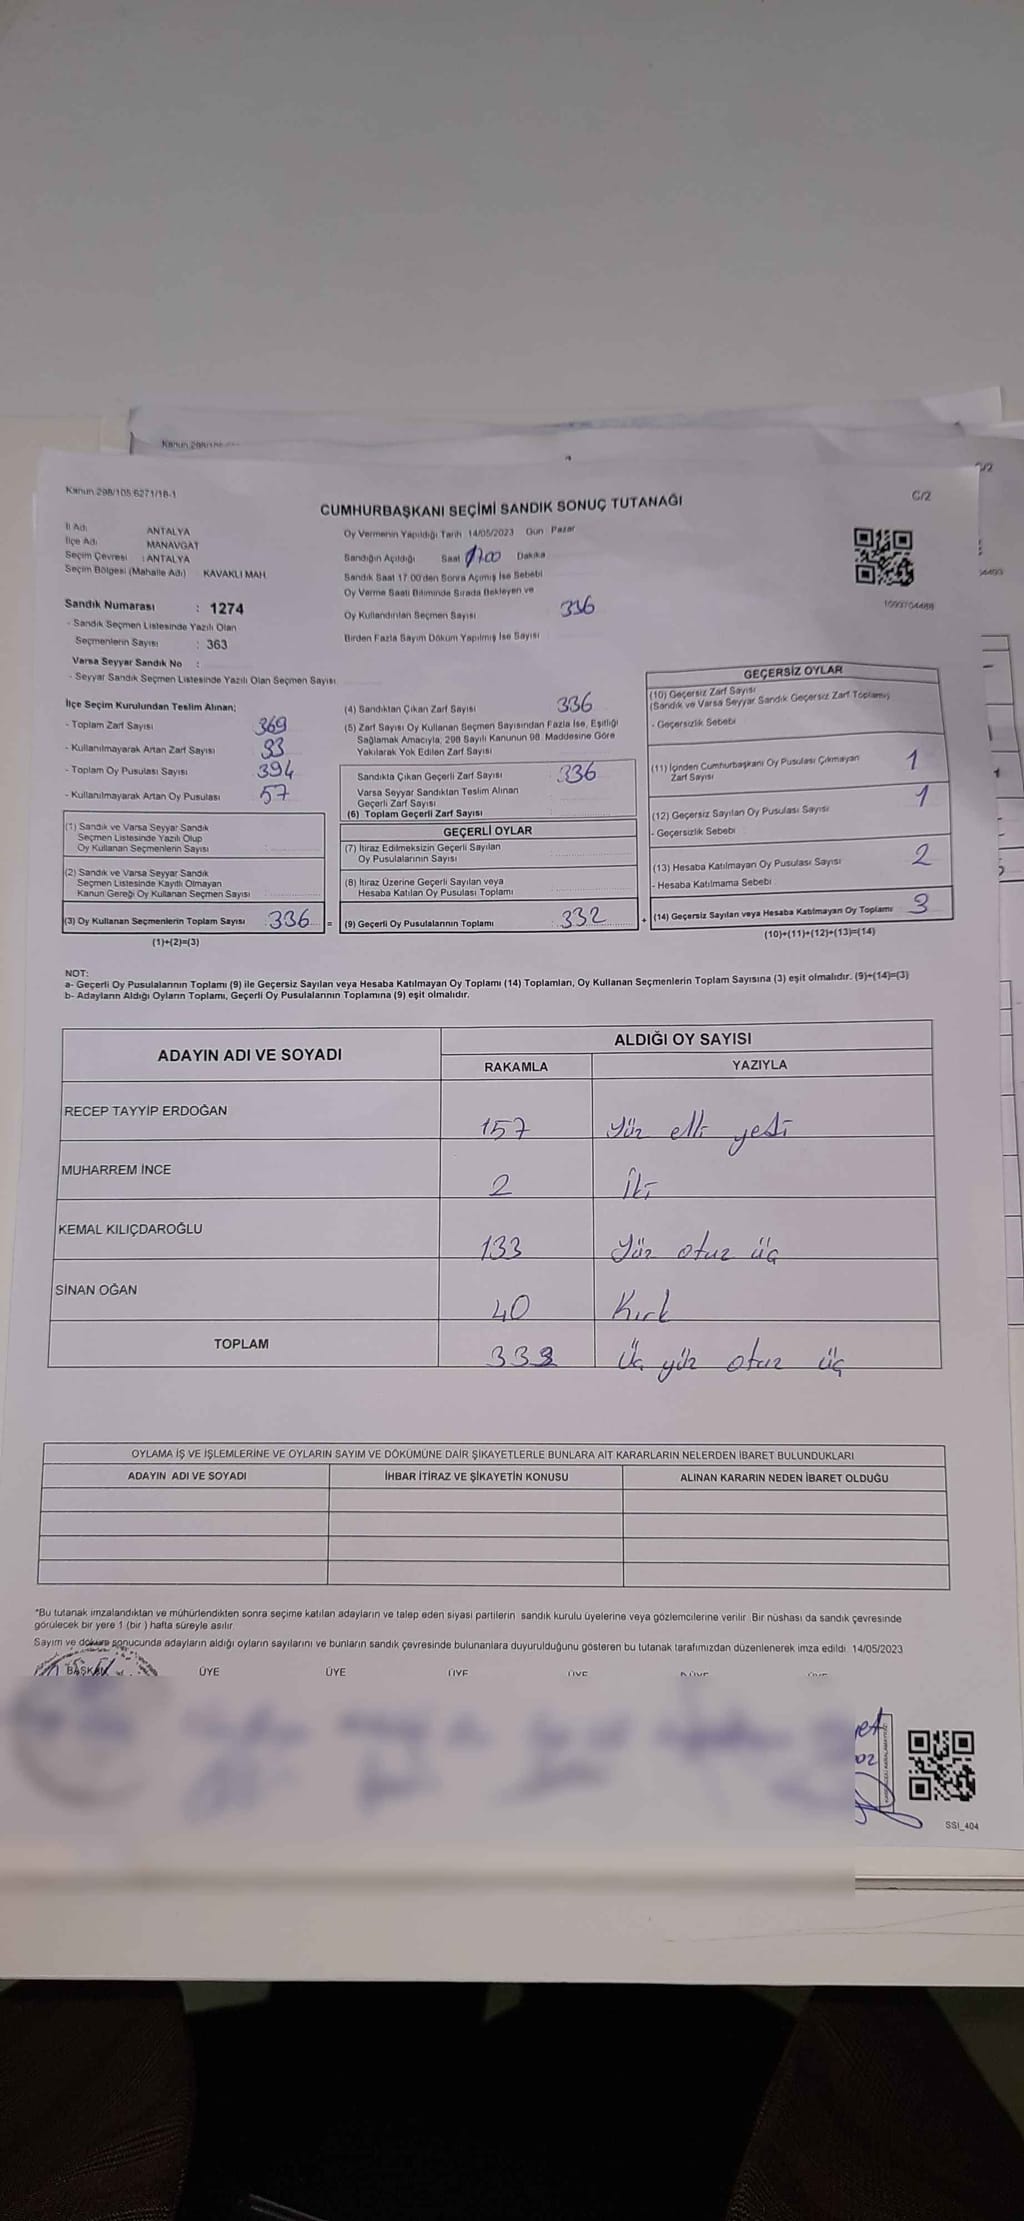 Kanun 298/
C/2
Kanun 298/105 6271/16-1
C/2
CUMHURBAŞKANI SEÇİMİ SANDIK SONUÇ TUTANAĞI
İl Adı ANTALYA
İlçe Adı MANAVGAT
Seçim Çevresi : ANTALYA
Seçim Bölgesi (Mahalle Adı) KAVAKLI MAH.
Oy Vermenin Yapıldığı Tarih 14/05/2023 Gün Pazar
Sandığın Açıldığı Saat 1700 Dakika
Sandık Saat 17.00'den Sonra Açılmış İse Sebebi
Oy Verme Saati Bitiminde Sırada Bekleyen ve
Oy Kullandırılan Seçmen Sayısı 336
Birden Fazla Sayım Döküm Yapılmış İse Sayısı
1093704488
Sandık Numarası : 1274
- Sandık Seçmen Listesinde Yazılı Olan
Seçmenlerin Sayısı : 363
Varsa Seyyar Sandık No :
- Seyyar Sandık Seçmen Listesinde Yazılı Olan Seçmen Sayısı
İlçe Seçim Kurulundan Teslim Alınan;
- Toplam Zarf Sayısı 369
- Kullanılmayarak Artan Zarf Sayısı 33
- Toplam Oy Pusulası Sayısı 394
- Kullanılmayarak Artan Oy Pusulası 57
(1) Sandık ve Varsa Seyyar Sandık
Seçmen Listesinde Yazılı Olup
Oy Kullanan Seçmenlerin Sayısı
(2) Sandık ve Varsa Seyyar Sandık
Seçmen Listesinde Kayıtlı Olmayan
Kanun Gereği Oy Kullanan Seçmen Sayısı
(3) Oy Kullanan Seçmenlerin Toplam Sayısı 336 =
(1)+(2)=(3)
(4) Sandıktan Çıkan Zarf Sayısı 336
(5) Zarf Sayısı Oy Kullanan Seçmen Sayısından Fazla İse, Eşitliği
Sağlamak Amacıyla, 298 Sayılı Kanunun 98. Maddesine Göre
Yakılarak Yok Edilen Zarf Sayısı
Sandıkta Çıkan Geçerli Zarf Sayısı 336
Varsa Seyyar Sandıktan Teslim Alınan
Geçerli Zarf Sayısı
(6) Toplam Geçerli Zarf Sayısı
GEÇERLİ OYLAR
(7) İtiraz Edilmeksizin Geçerli Sayılan
Oy Pusulalarının Sayısı
(8) İtiraz Üzerine Geçerli Sayılan veya
Hesaba Katılan Oy Pusulası Toplamı
(9) Geçerli Oy Pusulalarının Toplamı 332 +
GEÇERSİZ OYLAR
(10) Geçersiz Zarf Sayısı
(Sandık ve Varsa Seyyar Sandık Geçersiz Zarf Toplamı)
- Geçersizlik Sebebi
(11) İçinden Cumhurbaşkanı Oy Pusulası Çıkmayan
Zarf Sayısı 1
(12) Geçersiz Sayılan Oy Pusulası Sayısı 1
- Geçersizlik Sebebi
(13) Hesaba Katılmayan Oy Pusulası Sayısı 2
- Hesaba Katılmama Sebebi
(14) Geçersiz Sayılan veya Hesaba Katılmayan Oy Toplamı 3
(10)+(11)+(12)+(13)=(14)
NOT:
a- Geçerli Oy Pusulalarının Toplamı (9) ile Geçersiz Sayılan veya Hesaba Katılmayan Oy Toplamı (14) Toplamları, Oy Kullanan Seçmenlerin Toplam Sayısına (3) eşit olmalıdır. (9)+(14)=(3)
b- Adayların Aldığı Oyların Toplamı, Geçerli Oy Pusulalarının Toplamına (9) eşit olmalıdır.
ADAYIN ADI VE SOYADI ALDIĞI OY SAYISI
RAKAMLA YAZIYLA
RECEP TAYYİP ERDOĞAN 157 Yüz elli yedi
MUHARREM İNCE 2 İki
KEMAL KILIÇDAROĞLU 133 Yüz otuz üç
SİNAN OĞAN 40 Kırk
TOPLAM 333 Üç yüz otuz üç
OYLAMA İŞ VE İŞLEMLERİNE VE OYLARIN SAYIM VE DÖKÜMÜNE DAİR ŞİKAYETLERLE BUNLARA AİT KARARLARIN NELERDEN İBARET BULUNDUKLARI
ADAYIN ADI VE SOYADI İHBAR İTİRAZ VE ŞİKAYETİN KONUSU ALINAN KARARIN NEDEN İBARET OLDUĞU
*Bu tutanak imzalandıktan ve mühürlendikten sonra seçime katılan adayların ve talep eden siyasi partilerin sandık kurulu üyelerine veya gözlemcilerine verilir. Bir nüshası da sandık çevresinde
görülecek bir yere 1 (bir ) hafta süreyle asılır.
Sayım ve döküm sonucunda adayların aldığı oyların sayılarını ve bunların sandık çevresinde bulunanlara duyurulduğunu gösteren bu tutanak tarafımızdan düzenlenerek imza edildi. 14/05/2023
BAŞKAN ÜYE ÜYE ÜYE ÜYE
SSI_404